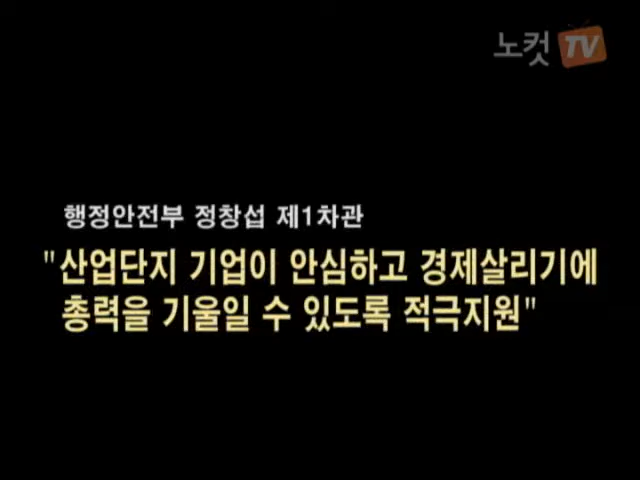 노컷 TV
행정안전부 정창섭 제1차관
"산업단지 기업이 안심하고 경제살리기에
총력을 기울일 수 있도록 적극지원"